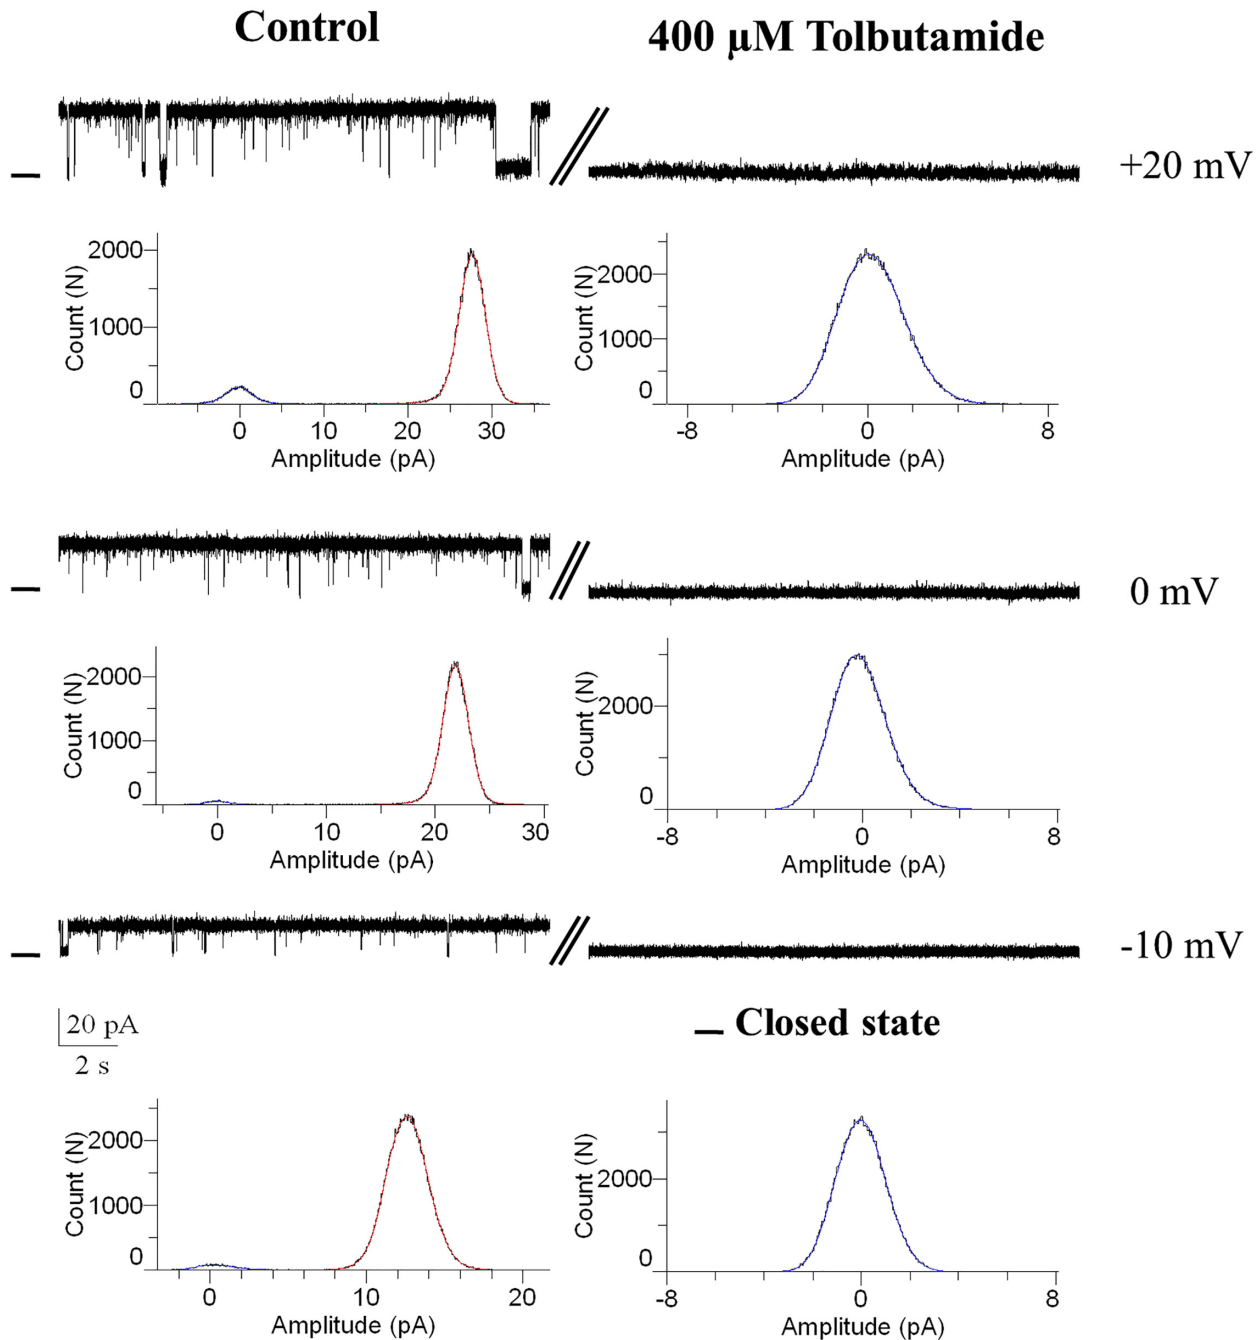 Control
400 µM Tolbutamide
+20 mV
2000
1000
0
Count (N)
0 10 20 30
Amplitude (pA)
2000
1000
0
Count (N)
-8 0 8
Amplitude (pA)
0 mV
2000
1000
0
Count (N)
0 10 20 30
Amplitude (pA)
2000
0
Count (N)
-8 0 8
Amplitude (pA)
-10 mV
20 pA
2 s
Closed state
2000
1000
0
Count (N)
0 10 20
Amplitude (pA)
2000
0
Count (N)
-8 0 8
Amplitude (pA)